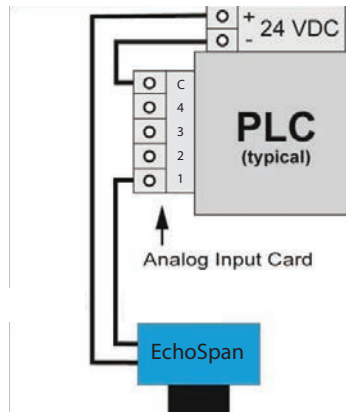 +
24 VDC
-
C
4
3
2
1
PLC
(typical)
Analog Input Card
EchoSpan